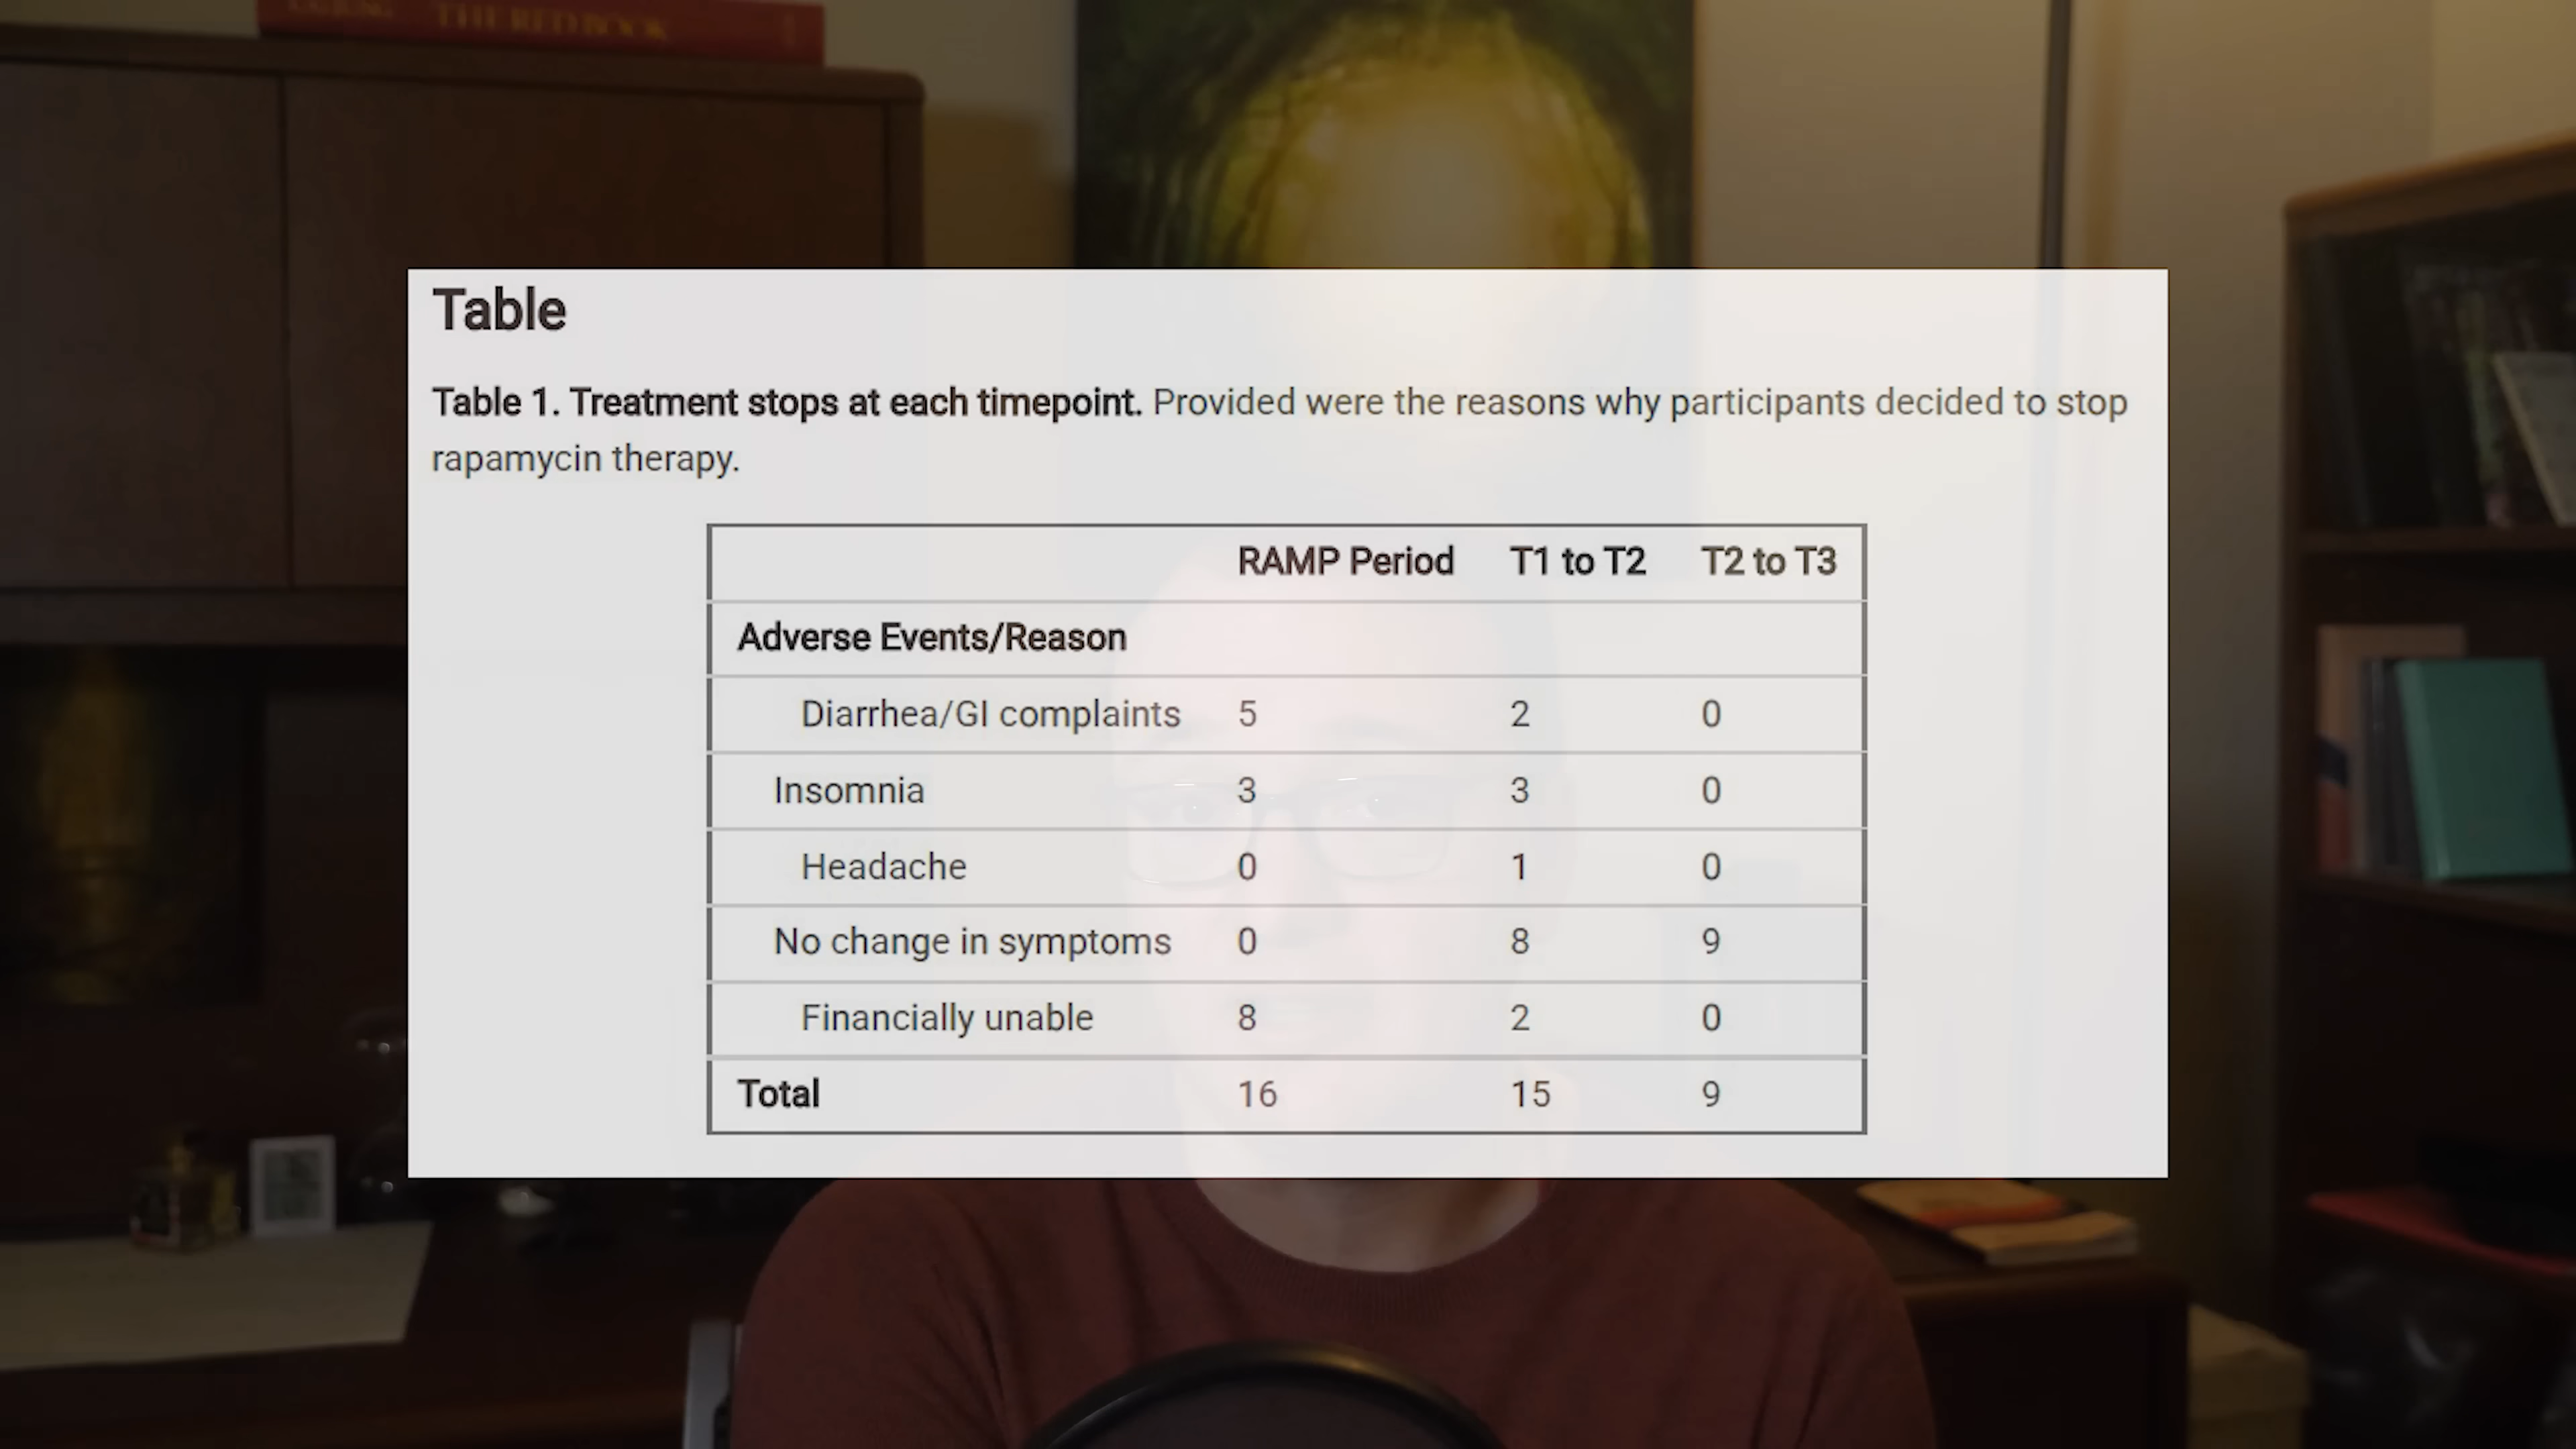 THE RED BOOK
Table
Table 1. Treatment stops at each timepoint. Provided were the reasons why participants decided to stop
rapamycin therapy.
RAMP Period T1 to T2 T2 to T3
Adverse Events/Reason
Diarrhea/GI complaints 5 2 0
Insomnia 3 3 0
Headache 0 1 0
No change in symptoms 0 8 9
Financially unable 8 2 0
Total 16 15 9